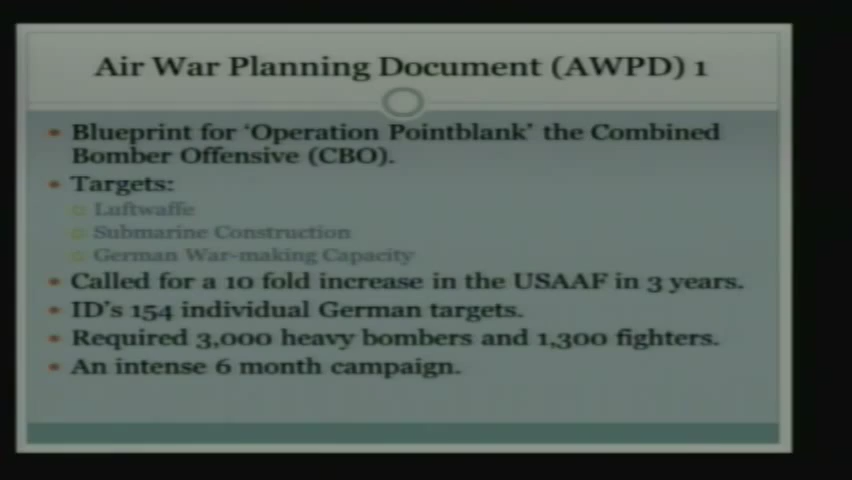 Air War Planning Document (AWPD) 1
• Blueprint for 'Operation Pointblank' the Combined
Bomber Offensive (CBO).
• Targets:
Luftwaffe
Submarine Construction
German War-making Capacity
• Called for a 10 fold increase in the USAAF in 3 years.
• ID's 154 individual German targets.
• Required 3,000 heavy bombers and 1,300 fighters.
• An intense 6 month campaign.